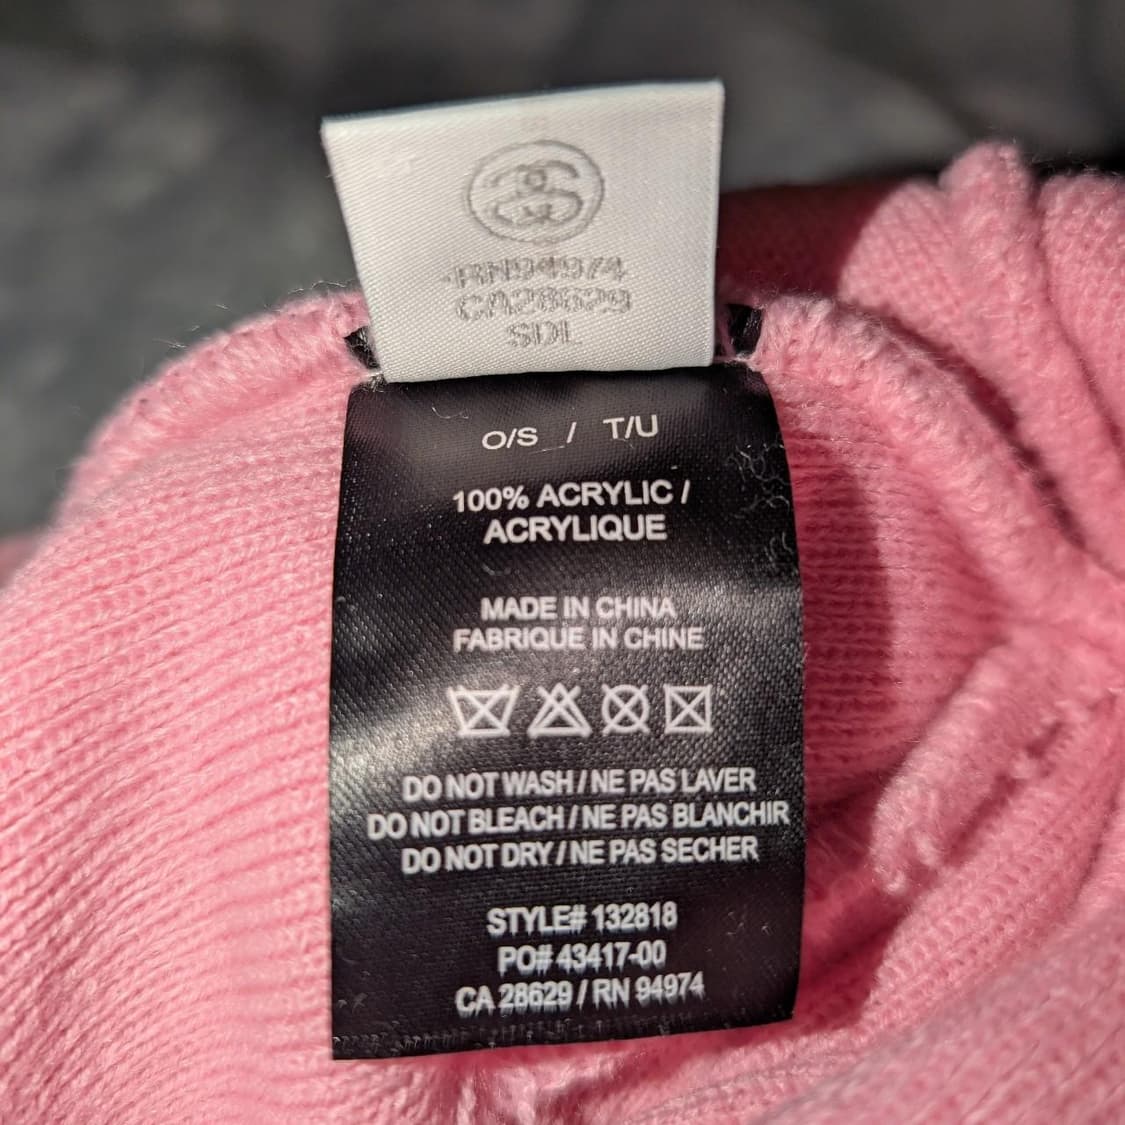 RN94974
CA28629
SDL
O/S / T/U
100% ACRYLIC /
ACRYLIQUE
MADE IN CHINA
FABRIQUE IN CHINE
DO NOT WASH / NE PAS LAVER
DO NOT BLEACH / NE PAS BLANCHIR
DO NOT DRY / NE PAS SECHER
STYLE# 132818
PO# 43417-00
CA 28629 / RN 94974